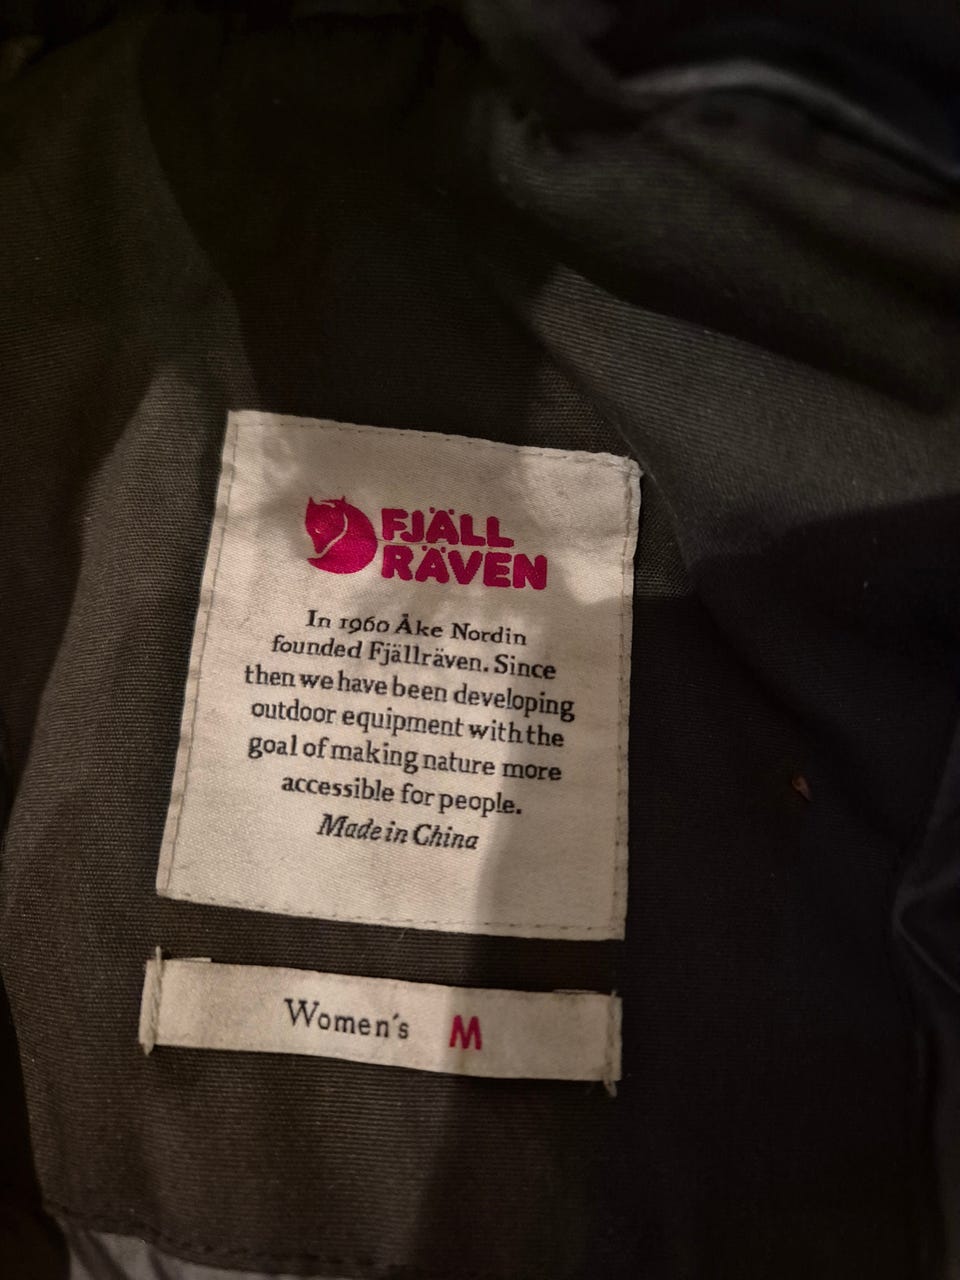 FJÄLL
RÄVEN
In 1960 Åke Nordin
founded Fjällräven. Since
then we have been developing
outdoor equipment with the
goal of making nature more
accessible for people.
Made in China
Women's M